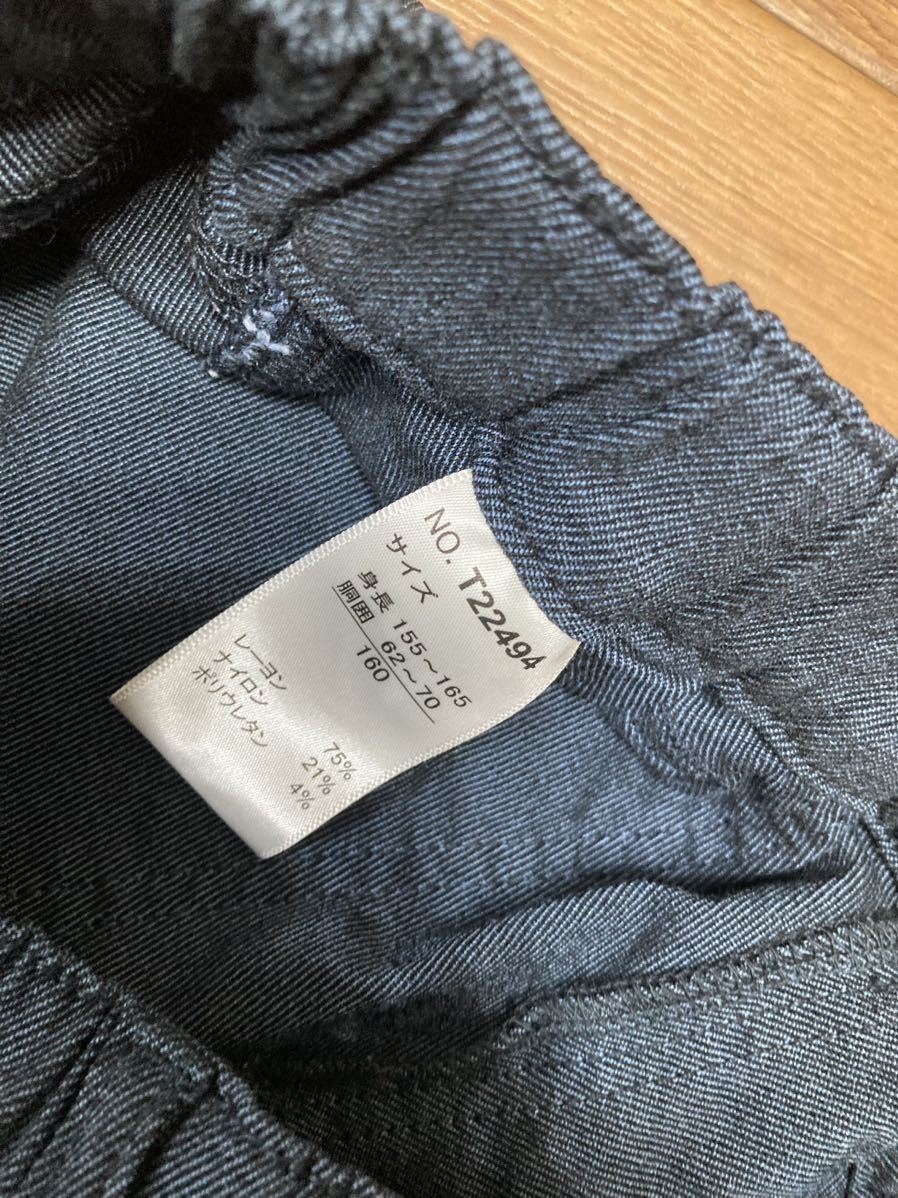 NO. T22494
サイズ
身長 155～165
胴囲 62～70
160
レーヨン 75%
ナイロン 21%
ポリウレタン 4%